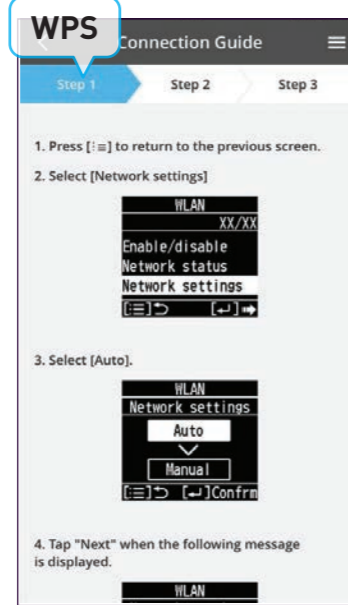 WPS
Connection Guide
Step 1 Step 2 Step 3
1. Press [⁝≡] to return to the previous screen.
2. Select [Network settings]
WLAN
XX/XX
Enable/disable
Network status
Network settings
[⁝≡]⮌ [↵]➡
3. Select [Auto].
WLAN
Network settings
Auto
Manual
[⁝≡]⮌ [↵]Confrm
4. Tap "Next" when the following message
is displayed.
WLAN